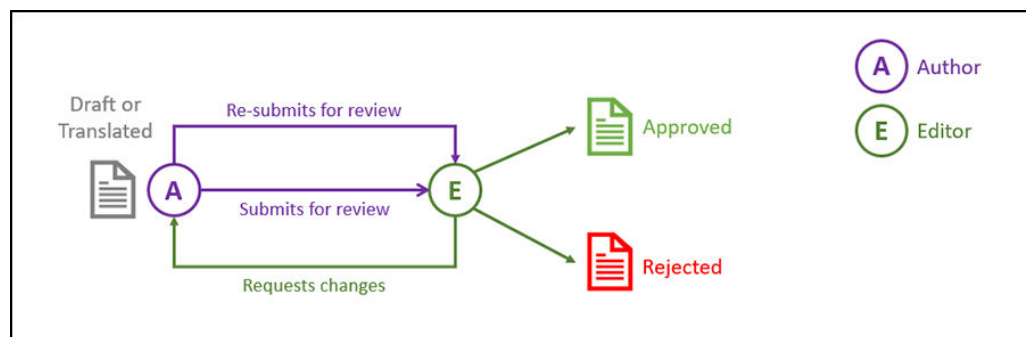 Draft or
Translated
Re-submits for review
A
Submits for review
E
Requests changes
Approved
Rejected
A Author
E Editor